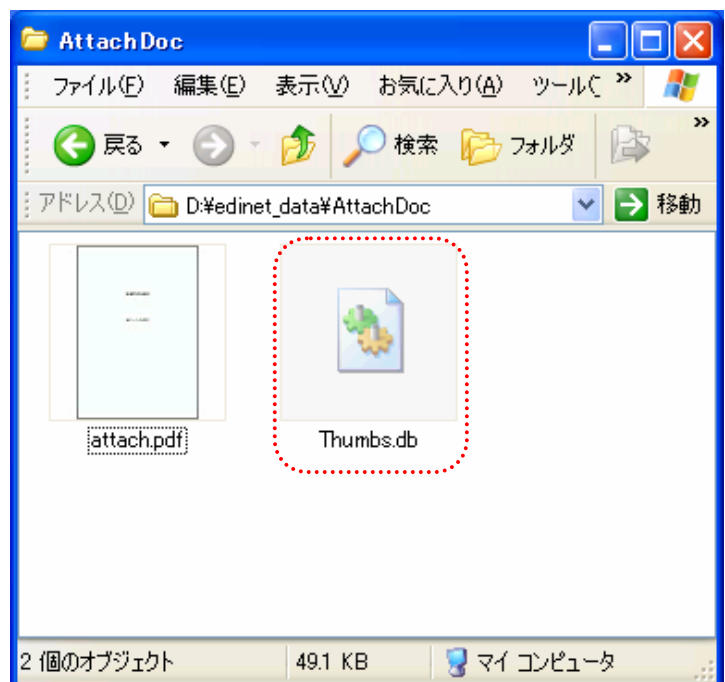 AttachDoc
ファイル(F) 編集(E) 表示(V) お気に入り(A) ツール( »
戻る 検索 フォルダ »
アドレス(D) D:¥edinet_data¥AttachDoc 移動
attach.pdf Thumbs.db
2 個のオブジェクト 49.1 KB マイ コンピュータ